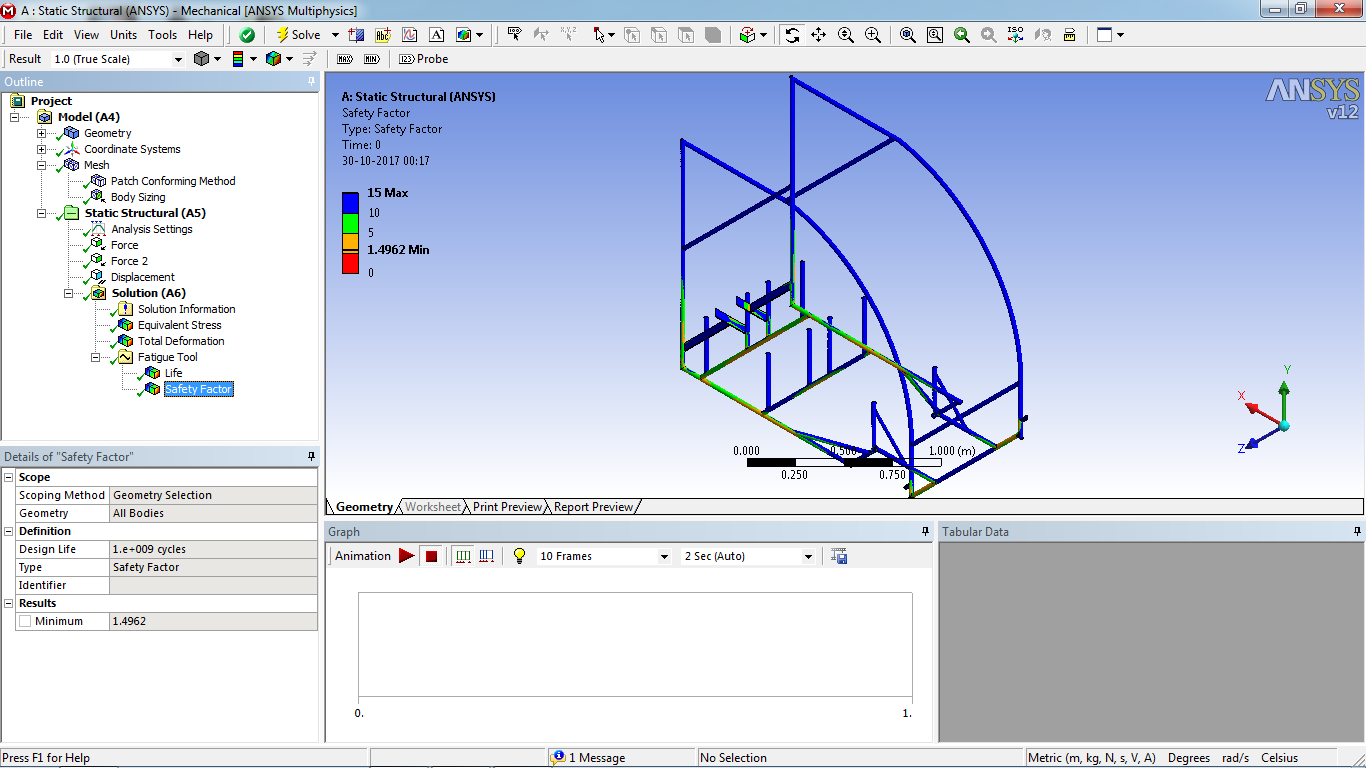 A : Static Structural (ANSYS) - Mechanical [ANSYS Multiphysics]
File Edit View Units Tools Help Solve
Result 1.0 (True Scale) MAX MIN 123 Probe
Outline
Project
Model (A4)
Geometry
Coordinate Systems
Mesh
Patch Conforming Method
Body Sizing
Static Structural (A5)
Analysis Settings
Force
Force 2
Displacement
Solution (A6)
Solution Information
Equivalent Stress
Total Deformation
Fatigue Tool
Life
Safety Factor
Details of "Safety Factor"
Scope
Scoping Method Geometry Selection
Geometry All Bodies
Definition
Design Life 1.e+009 cycles
Type Safety Factor
Identifier
Results
Minimum 1.4962
A: Static Structural (ANSYS)
Safety Factor
Type: Safety Factor
Time: 0
30-10-2017 00:17
15 Max
10
5
1.4962 Min
0
ANSYS
v12
Y
X
Z
0.000 0.500 1.000 (m)
0.250 0.750
Geometry Worksheet Print Preview Report Preview
Graph
Animation 10 Frames 2 Sec (Auto)
0. 1.
Tabular Data
Press F1 for Help 1 Message No Selection Metric (m, kg, N, s, V, A) Degrees rad/s Celsius